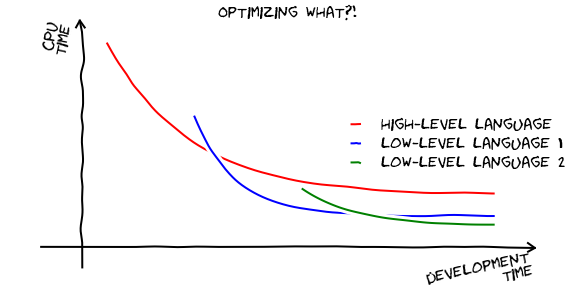 OPTIMIZING WHAT?!
CPU
TIME
HIGH-LEVEL LANGUAGE
LOW-LEVEL LANGUAGE 1
LOW-LEVEL LANGUAGE 2
DEVELOPMENT
TIME